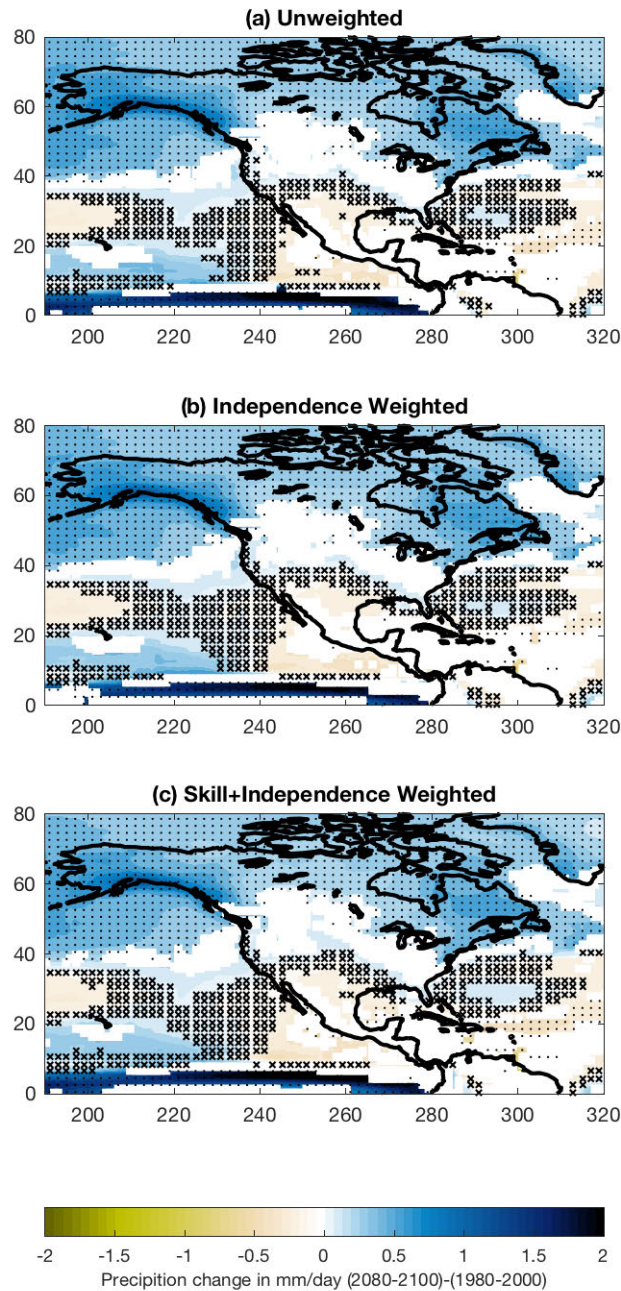 (a) Unweighted
80
60
40
20
0
200 220 240 260 280 300 320
(b) Independence Weighted
80
60
40
20
0
200 220 240 260 280 300 320
(c) Skill+Independence Weighted
80
60
40
20
0
200 220 240 260 280 300 320
-2 -1.5 -1 -0.5 0 0.5 1 1.5 2
Precipition change in mm/day (2080-2100)-(1980-2000)